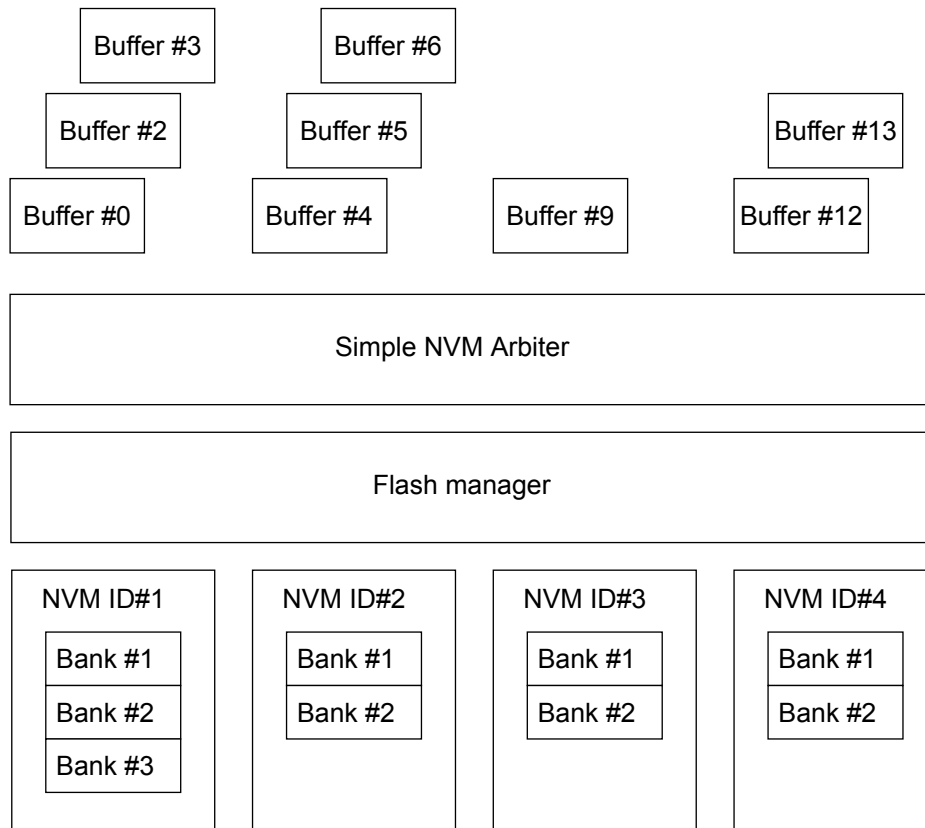 Buffer #3
Buffer #6
Buffer #2
Buffer #5
Buffer #13
Buffer #0
Buffer #4
Buffer #9
Buffer #12
Simple NVM Arbiter
Flash manager
NVM ID#1
NVM ID#2
NVM ID#3
NVM ID#4
Bank #1
Bank #1
Bank #1
Bank #1
Bank #2
Bank #2
Bank #2
Bank #2
Bank #3